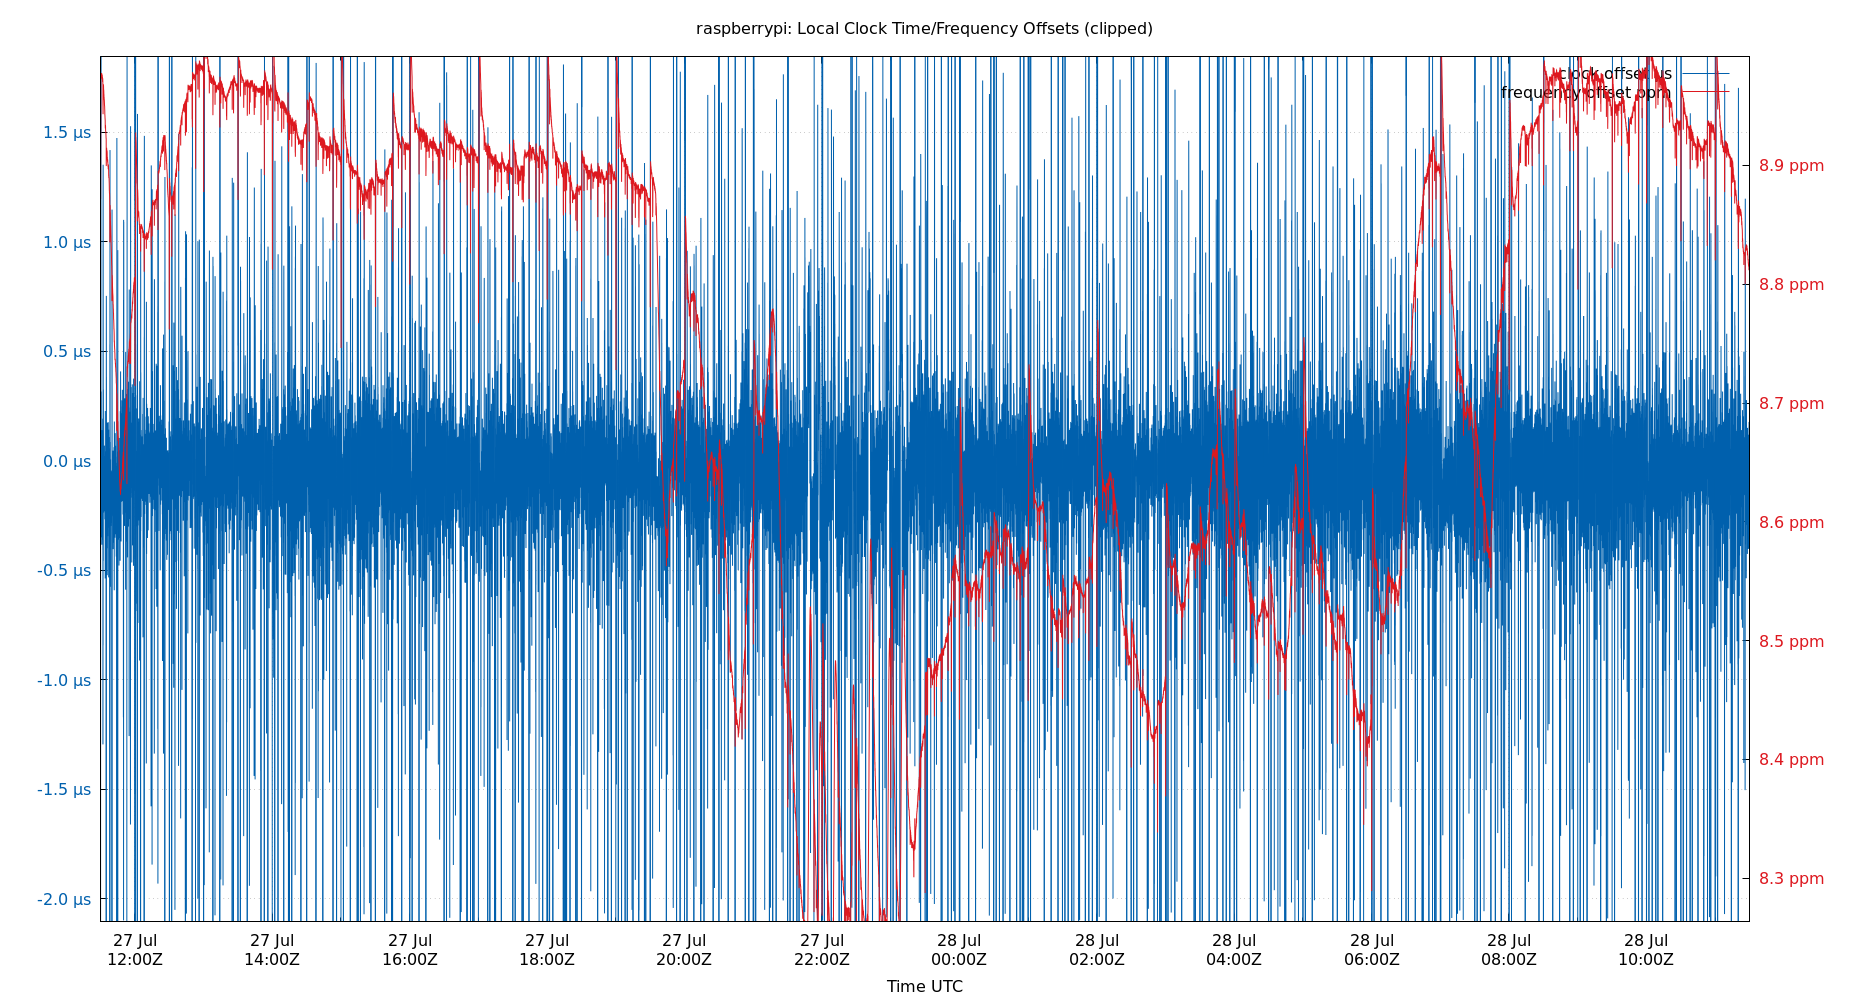 raspberrypi: Local Clock Time/Frequency Offsets (clipped)
clock offset us
frequency offset ppm
1.5 µs
1.0 µs
0.5 µs
0.0 µs
-0.5 µs
-1.0 µs
-1.5 µs
-2.0 µs
8.9 ppm
8.8 ppm
8.7 ppm
8.6 ppm
8.5 ppm
8.4 ppm
8.3 ppm
27 Jul 27 Jul 27 Jul 27 Jul 27 Jul 27 Jul 28 Jul 28 Jul 28 Jul 28 Jul 28 Jul 28 Jul
12:00Z 14:00Z 16:00Z 18:00Z 20:00Z 22:00Z 00:00Z 02:00Z 04:00Z 06:00Z 08:00Z 10:00Z
Time UTC